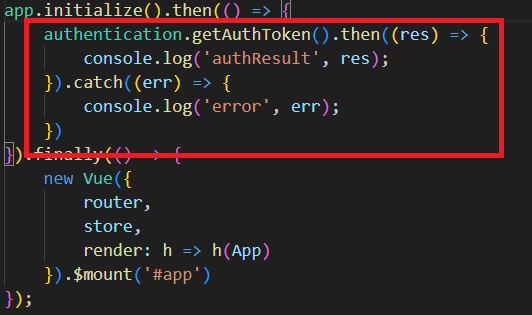 app.initialize().then(() => {
authentication.getAuthToken().then((res) => {
console.log('authResult', res);
}).catch((err) => {
console.log('error', err);
})
}).finally(() => {
new Vue({
router,
store,
render: h => h(App)
}).$mount('#app')
});